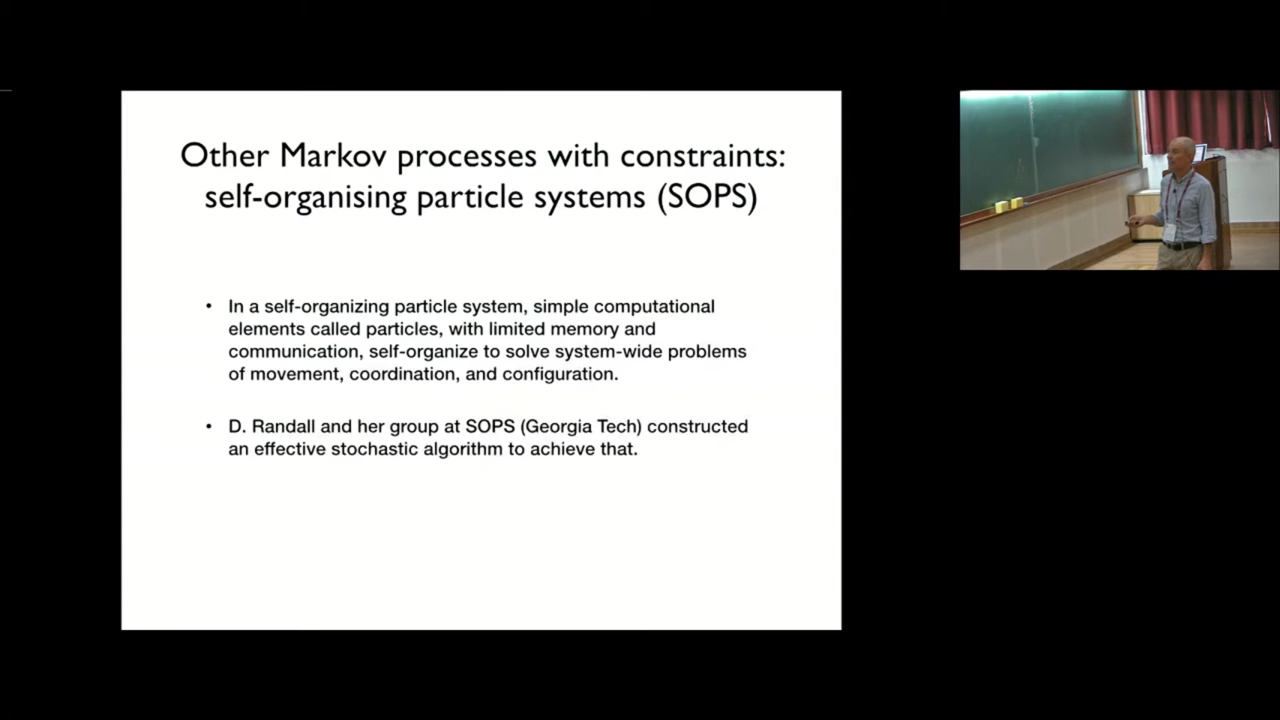 Other Markov processes with constraints:
self-organising particle systems (SOPS)
• In a self-organizing particle system, simple computational
elements called particles, with limited memory and
communication, self-organize to solve system-wide problems
of movement, coordination, and configuration.
• D. Randall and her group at SOPS (Georgia Tech) constructed
an effective stochastic algorithm to achieve that.